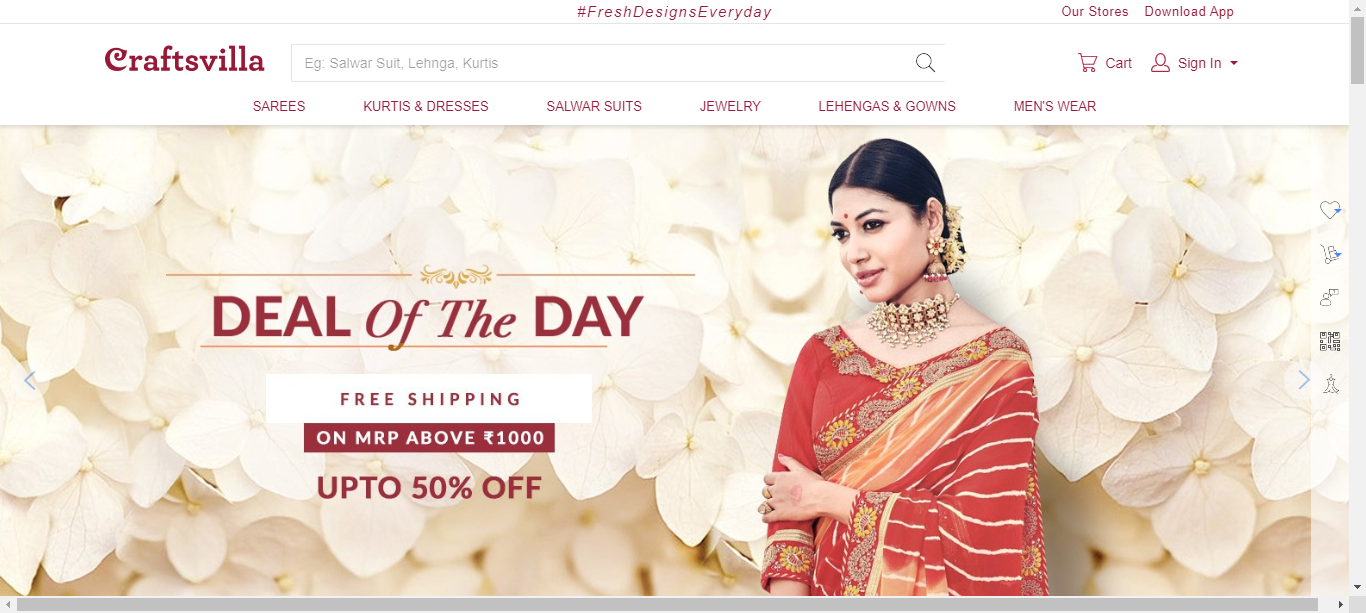 #FreshDesignsEveryday
Our Stores Download App
Craftsvilla
Eg: Salwar Suit, Lehnga, Kurtis
Cart Sign In
SAREES KURTIS & DRESSES SALWAR SUITS JEWELRY LEHENGAS & GOWNS MEN'S WEAR
DEAL Of The DAY
FREE SHIPPING
ON MRP ABOVE ₹1000
UPTO 50% OFF